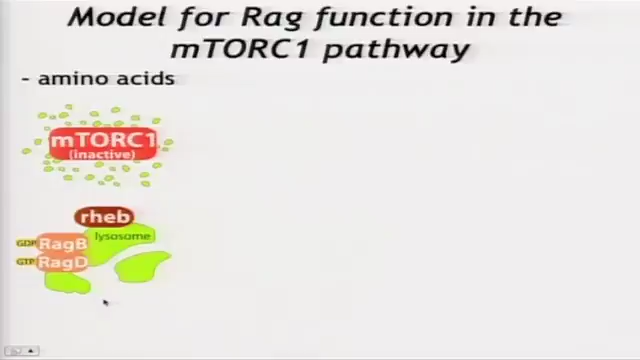 Model for Rag function in the
mTORC1 pathway
- amino acids
mTORC1
(inactive)
rheb
lysosome
GDP RagB
GTP RagD